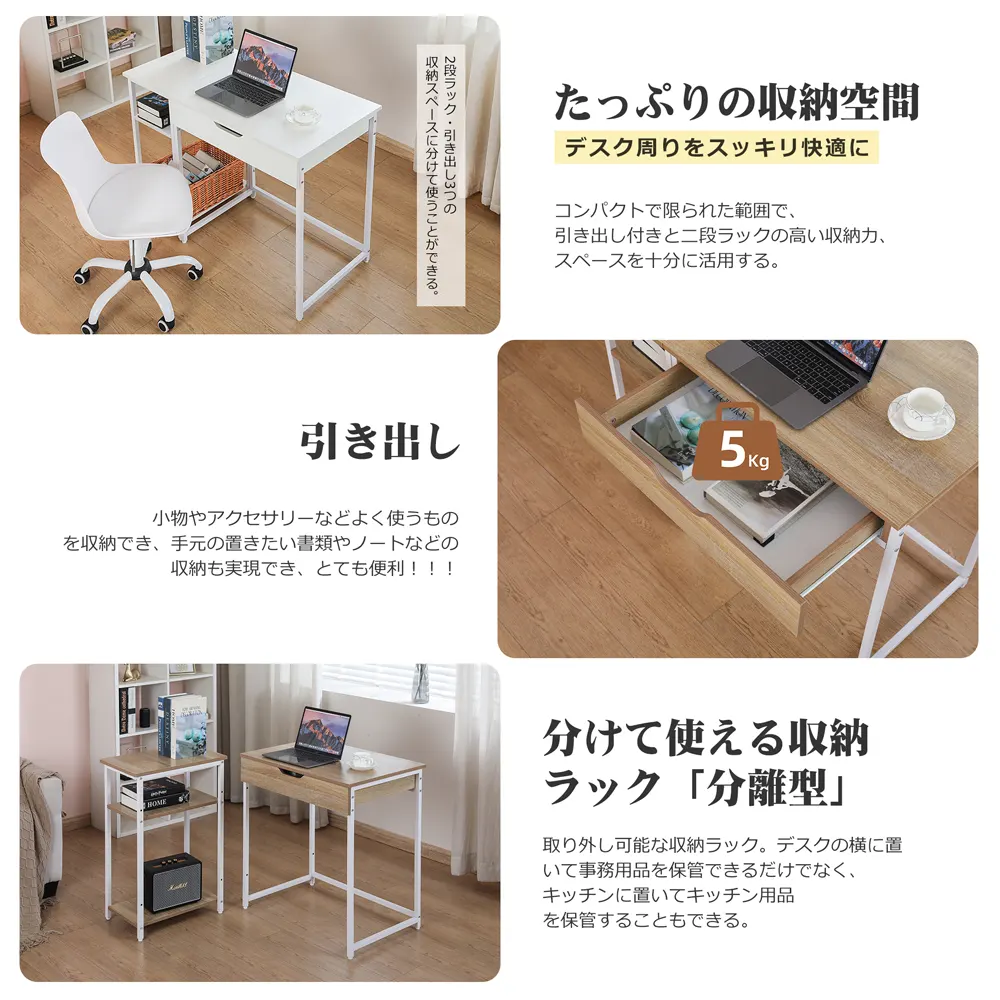 2段ラック・引き出し3つの
収納スペースに分けて使うことができる。
たっぷりの収納空間
デスク周りをスッキリ快適に
コンパクトで限られた範囲で、
引き出し付きと二段ラックの高い収納力、
スペースを十分に活用する。
引き出し
小物やアクセサリーなどよく使うもの
を収納でき、手元の置きたい書類やノートなどの
収納も実現でき、とても便利！！！
5Kg
分けて使える収納
ラック「分離型」
取り外し可能な収納ラック。デスクの横に置
いて事務用品を保管できるだけでなく、
キッチンに置いてキッチン用品
を保管することもできる。
HOME
Marshall